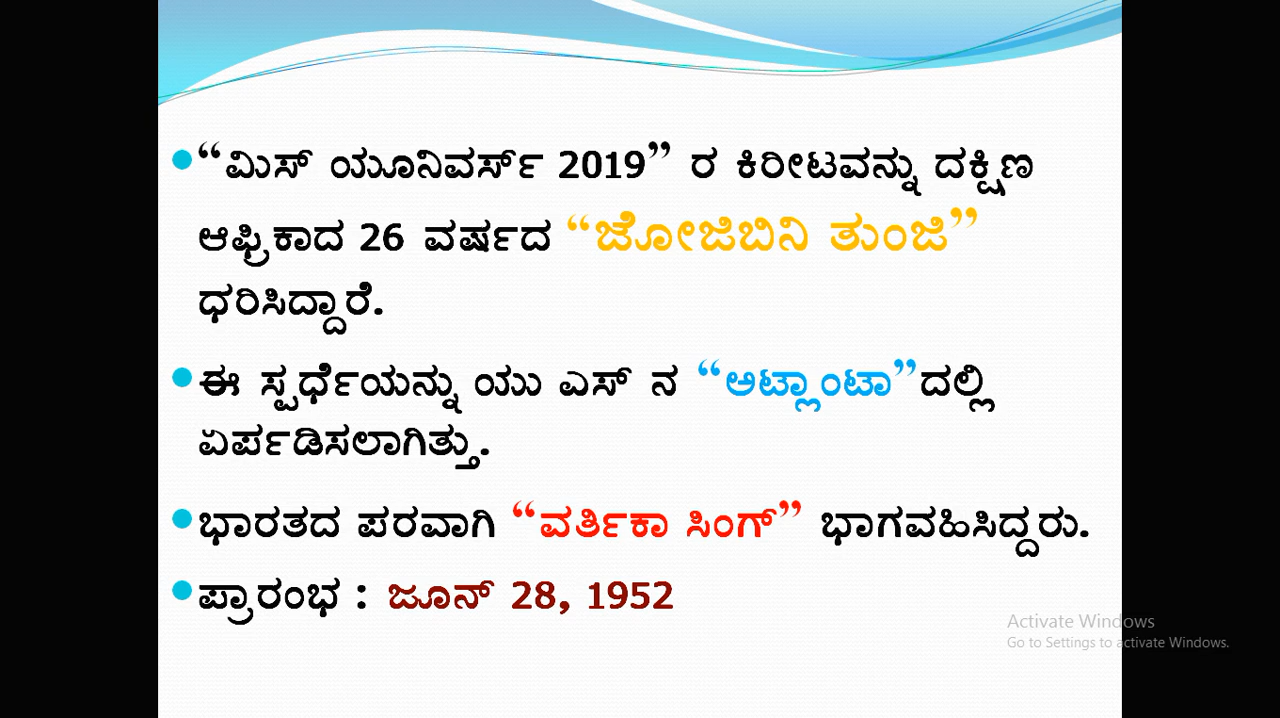 “ಮಿಸ್ ಯೂನಿವರ್ಸ್ 2019” ರ ಕಿರೀಟವನ್ನು ದಕ್ಷಿಣ
ಆಫ್ರಿಕಾದ 26 ವರ್ಷದ “ಜೋಜಿಬಿನಿ ತುಂಜಿ”
ಧರಿಸಿದ್ದಾರೆ.
ಈ ಸ್ಪರ್ಧೆಯನ್ನು ಯು ಎಸ್ ನ “ಅಟ್ಲಾಂಟಾ”ದಲ್ಲಿ
ಏರ್ಪಡಿಸಲಾಗಿತ್ತು.
ಭಾರತದ ಪರವಾಗಿ “ವರ್ತಿಕಾ ಸಿಂಗ್” ಭಾಗವಹಿಸಿದ್ದರು.
ಪ್ರಾರಂಭ : ಜೂನ್ 28, 1952
Activate Windows
Go to Settings to activate Windows.